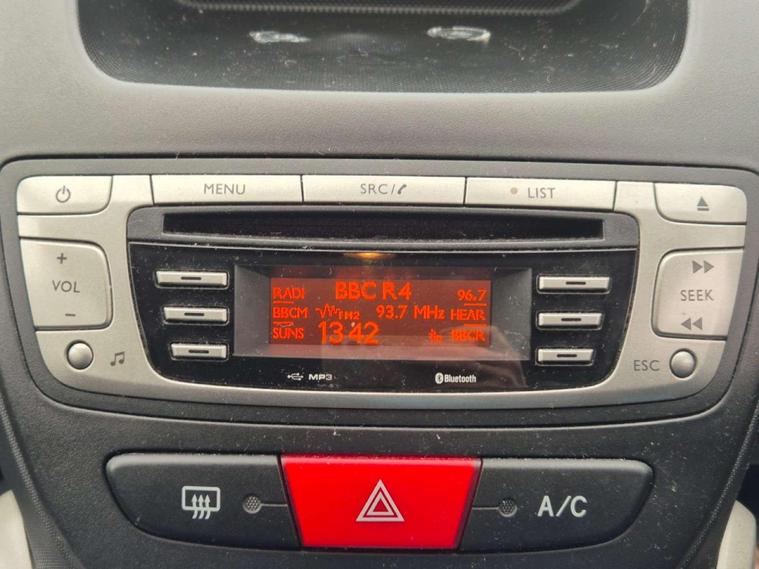 MENU
SRC/
LIST
+
VOL
−
SEEK
ESC
RADI
BBC R4
96.7
BBCM
FM2
93.7 MHz
HEAR
SUNS
13:42
BBCR
MP3
Bluetooth
A/C